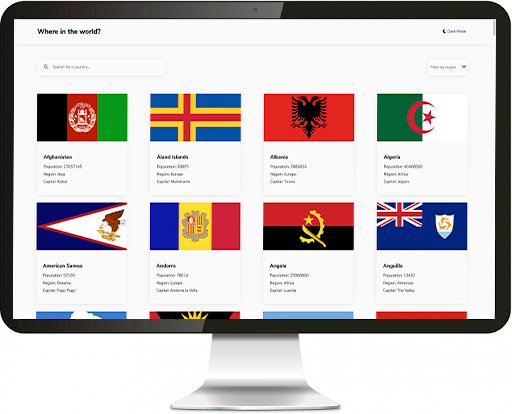 Where in the world?
Dark Mode
Search for a country...
Filter by region
Afghanistan
Population: 27657145
Region: Asia
Capital: Kabul
Åland Islands
Population: 28875
Region: Europe
Capital: Mariehamn
Albania
Population: 2886026
Region: Europe
Capital: Tirana
Algeria
Population: 40400000
Region: Africa
Capital: Algiers
American Samoa
Population: 57100
Region: Oceania
Capital: Pago Pago
Andorra
Population: 78014
Region: Europe
Capital: Andorra la Vella
Angola
Population: 25868000
Region: Africa
Capital: Luanda
Anguilla
Population: 13452
Region: Americas
Capital: The Valley